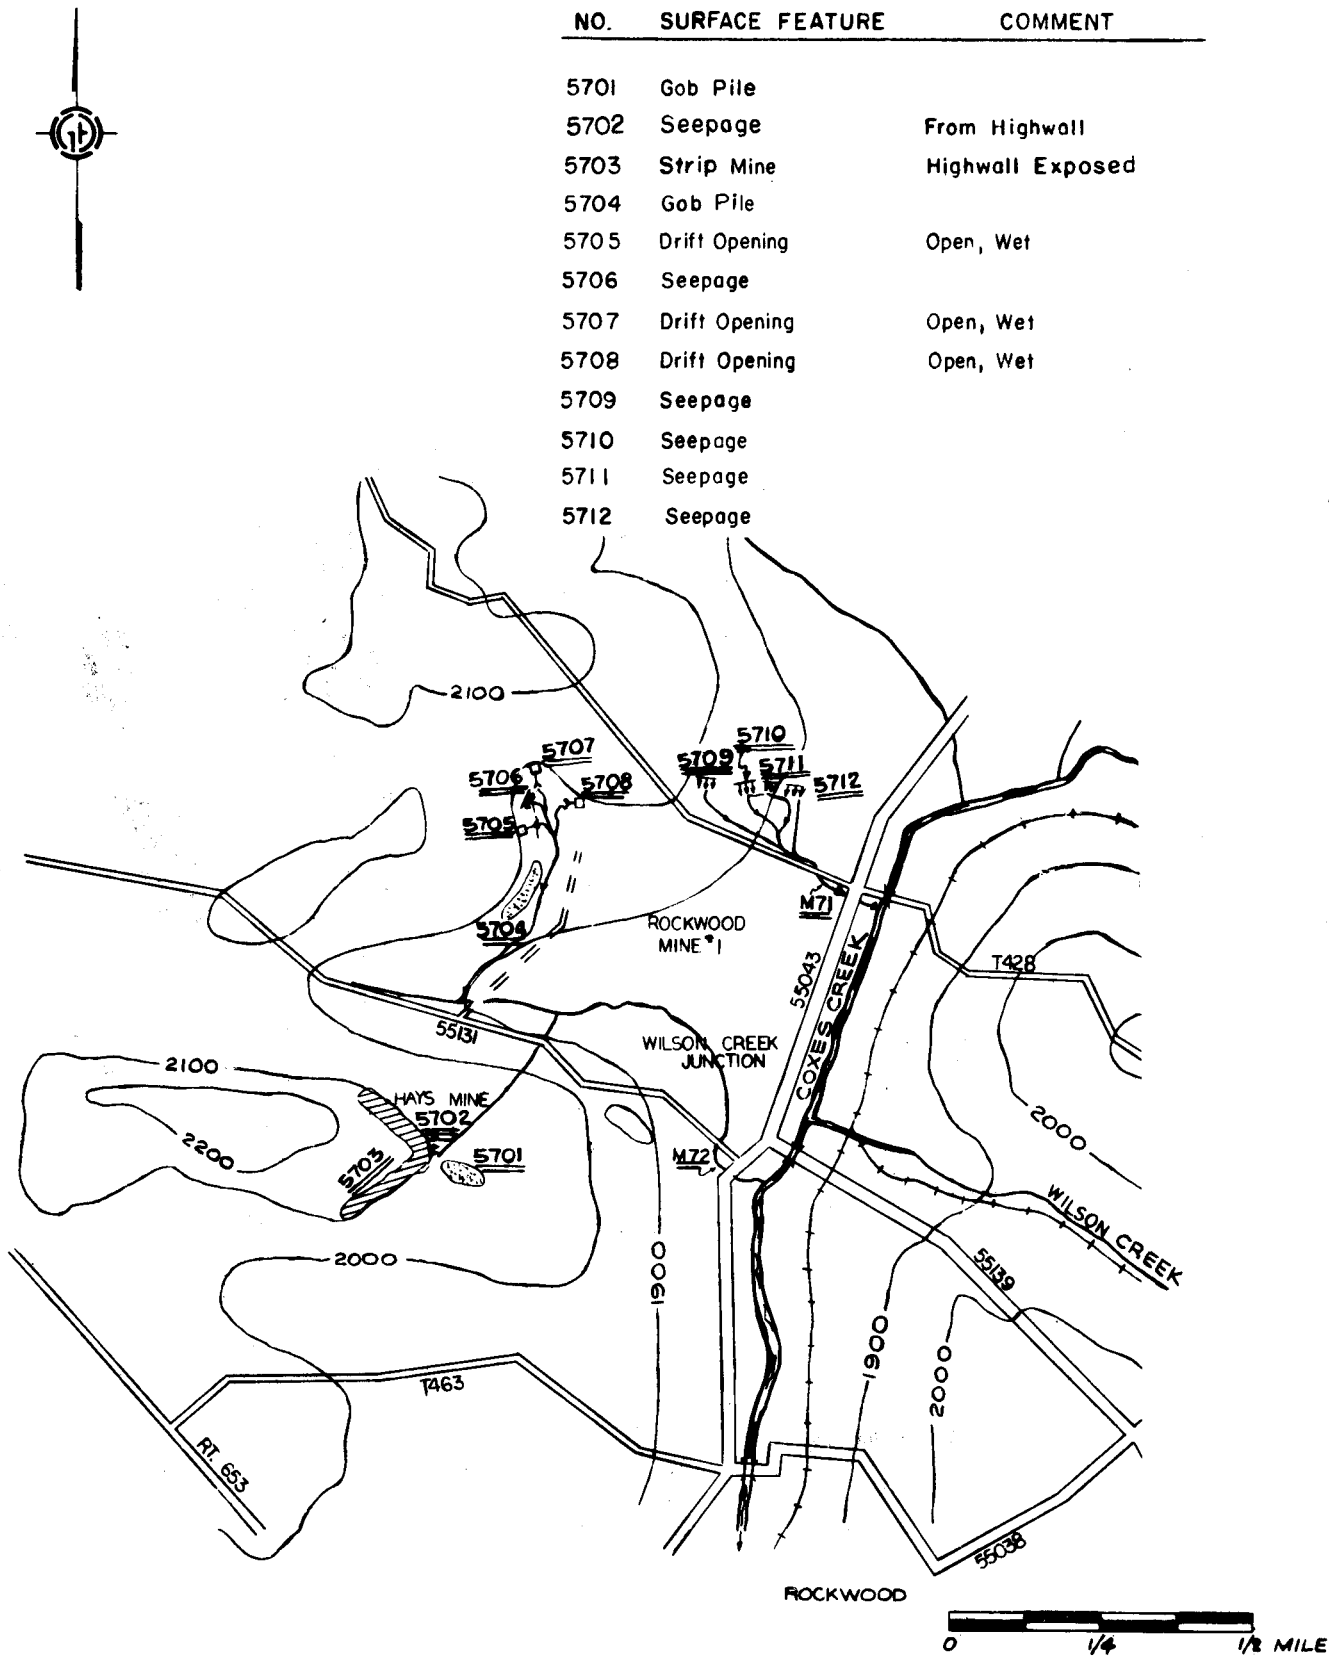 NO. SURFACE FEATURE COMMENT
5701 Gob Pile
5702 Seepage From Highwall
5703 Strip Mine Highwall Exposed
5704 Gob Pile
5705 Drift Opening Open, Wet
5706 Seepage
5707 Drift Opening Open, Wet
5708 Drift Opening Open, Wet
5709 Seepage
5710 Seepage
5711 Seepage
5712 Seepage
2100
5710
5707
5709
5711
5706
5708
5712
5705
M71
5704
ROCKWOOD
MINE #1
T428
55043
COXES CREEK
55131
WILSON CREEK
JUNCTION
2100
HAYS MINE
5702
2000
2200
5701
5703
M72
WILSON CREEK
2000
1900
55139
1900
2000
T463
RT. 653
55038
ROCKWOOD
0 1/4 1/2 MILE